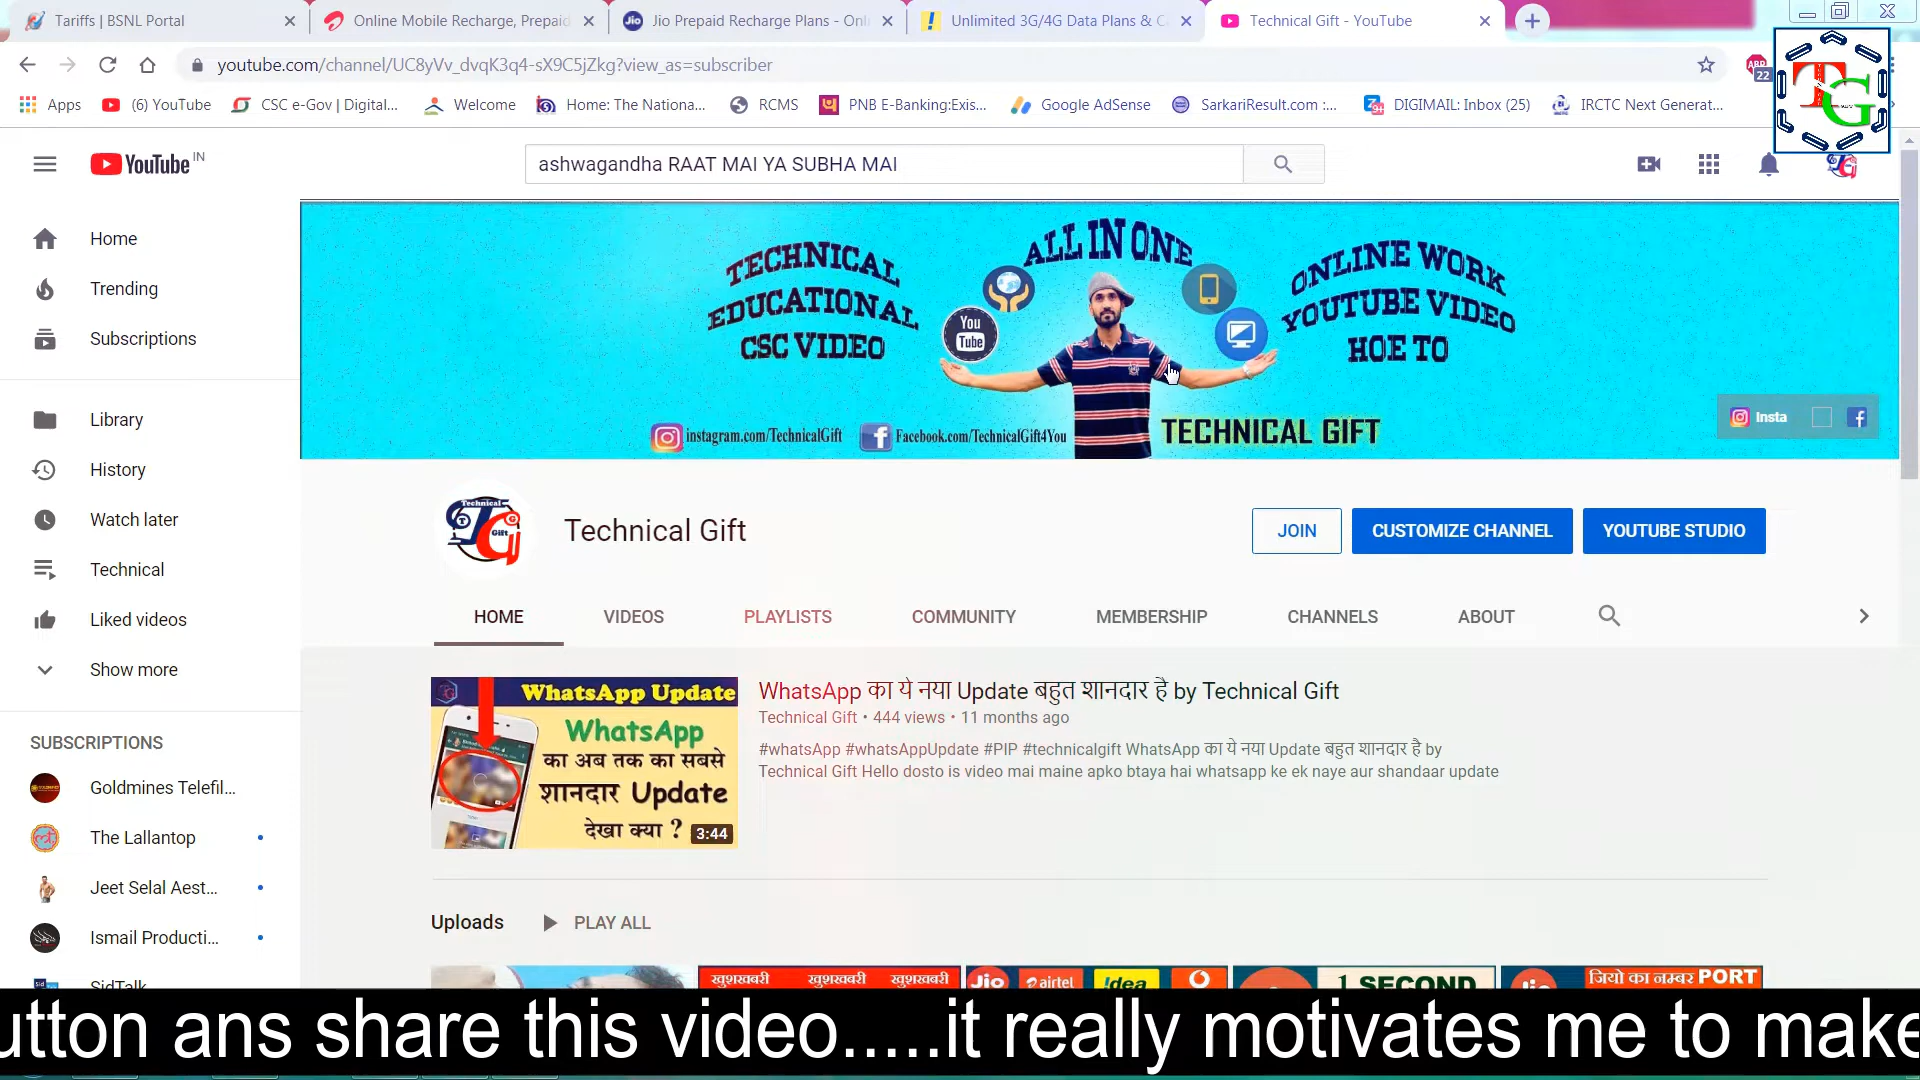 Tariffs | BSNL Portal
Online Mobile Recharge, Prepaid
Jio Prepaid Recharge Plans - Onl
Unlimited 3G/4G Data Plans & C
Technical Gift - YouTube
youtube.com/channel/UC8yVv_dvqK3q4-sX9C5jZkg?view_as=subscriber
ABP
22
TG
Apps
(6) YouTube
CSC e-Gov | Digital...
Welcome
Home: The Nationa...
RCMS
PNB E-Banking:Exis...
Google AdSense
SarkariResult.com :...
DIGIMAIL: Inbox (25)
IRCTC Next Generat...
YouTube IN
ashwagandha RAAT MAI YA SUBHA MAI
Home
Trending
Subscriptions
Library
History
Watch later
Technical
Liked videos
Show more
SUBSCRIPTIONS
Goldmines Telefil...
The Lallantop
Jeet Selal Aest...
Ismail Producti...
SidTalk
TECHNICAL
EDUCATIONAL
CSC VIDEO
ALL IN ONE
You
Tube
ONLINE WORK
YOUTUBE VIDEO
HOE TO
instagram.com/TechnicalGift
Facebook.com/TechnicalGift4You
TECHNICAL GIFT
Insta
Technical Gift
JOIN
CUSTOMIZE CHANNEL
YOUTUBE STUDIO
HOME
VIDEOS
PLAYLISTS
COMMUNITY
MEMBERSHIP
CHANNELS
ABOUT
WhatsApp Update
WhatsApp
का अब तक का सबसे
शानदार Update
देखा क्या ?
3:44
WhatsApp का ये नया Update बहुत शानदार है by Technical Gift
Technical Gift • 444 views • 11 months ago
#whatsApp #whatsAppUpdate #PIP #technicalgift WhatsApp का ये नया Update बहुत शानदार है by
Technical Gift Hello dosto is video mai maine apko btaya hai whatsapp ke ek naye aur shandaar update
Uploads
PLAY ALL
खुशखबरी खुशखबरी खुशखबरी
Jio airtel Idea
1 SECOND
जियो का नम्बर PORT
utton ans share this video.....it really motivates me to make